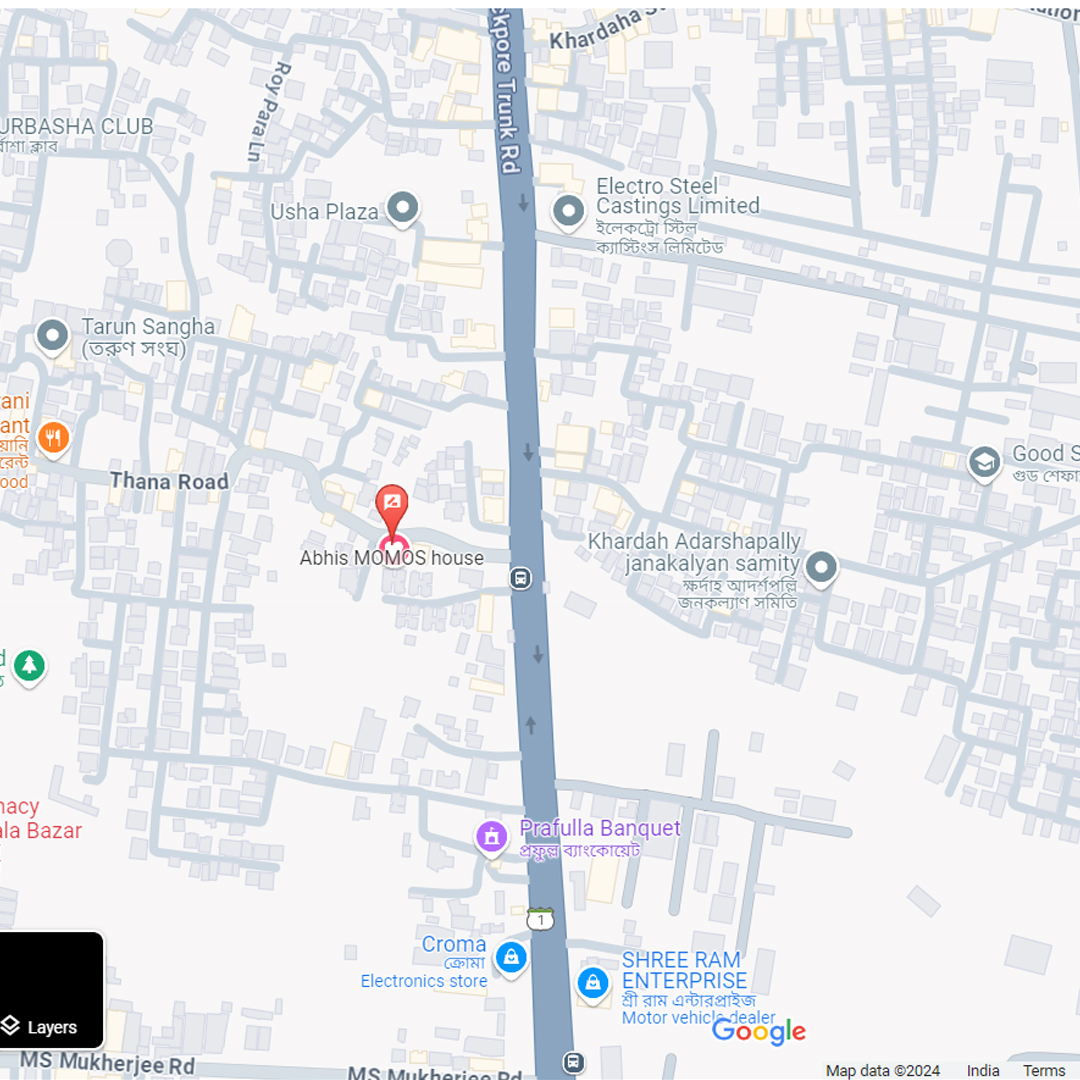 ckpore Trunk Rd
Khardaha St
Roy Para Ln
URBASHA CLUB
র্বাশা ক্লাব
Usha Plaza
Electro Steel
Castings Limited
ইলেকট্রো স্টিল
ক্যাস্টিংস লিমিটেড
Tarun Sangha
(তরুণ সংঘ)
ani
ant
য়ানি
রেন্ট
ood
Thana Road
Good S
গুড শেফা
Abhis MOMOS house
Khardah Adarshapally
janakalyan samity
খর্দাহ আদর্শপল্লি
জনকল্যাণ সমিতি
d
Prafulla Banquet
প্রফুল্ল ব্যাংকোয়েট
nacy
ala Bazar
1
Croma
ক্রোমা
Electronics store
SHREE RAM
ENTERPRISE
শ্রী রাম এন্টারপ্রাইজ
Motor vehicle dealer
Google
Layers
MS Mukherjee Rd
MS Mukherjee Rd
Map data ©2024 India Terms